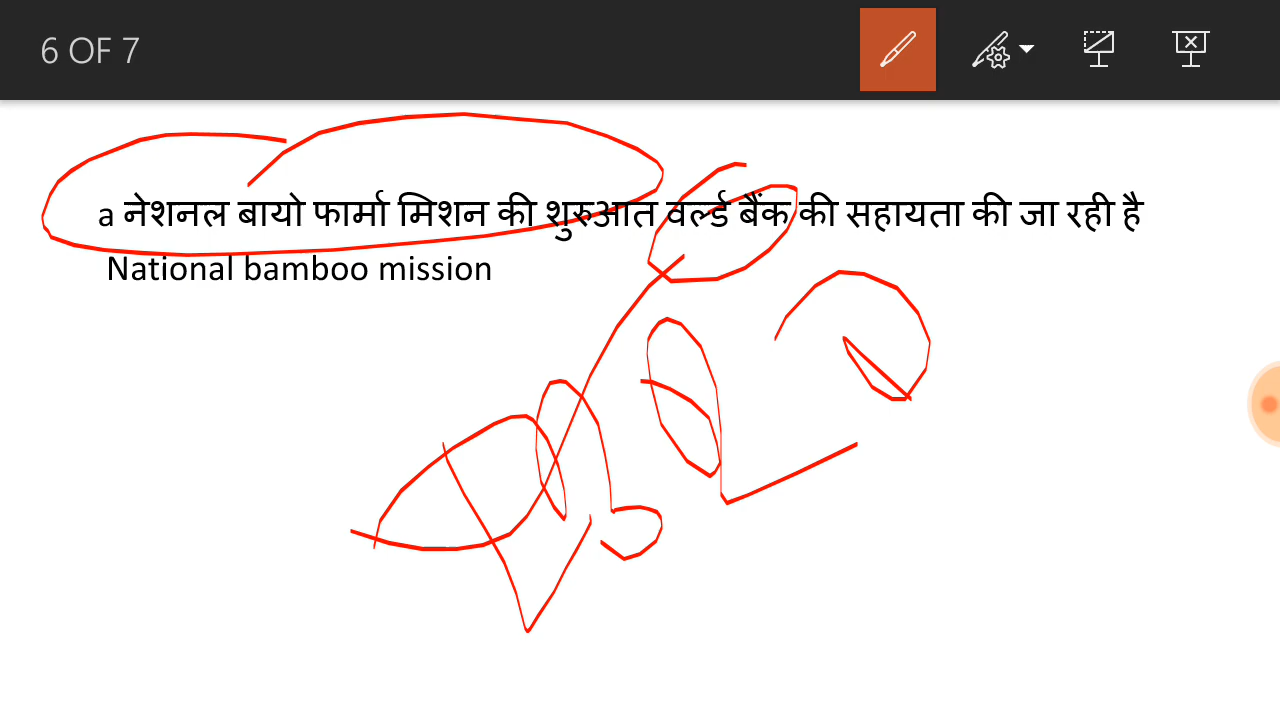 6 OF 7
a नेशनल बायो फार्मा मिशन की शुरुआत वर्ल्ड बैंक की सहायता की जा रही है
National bamboo mission